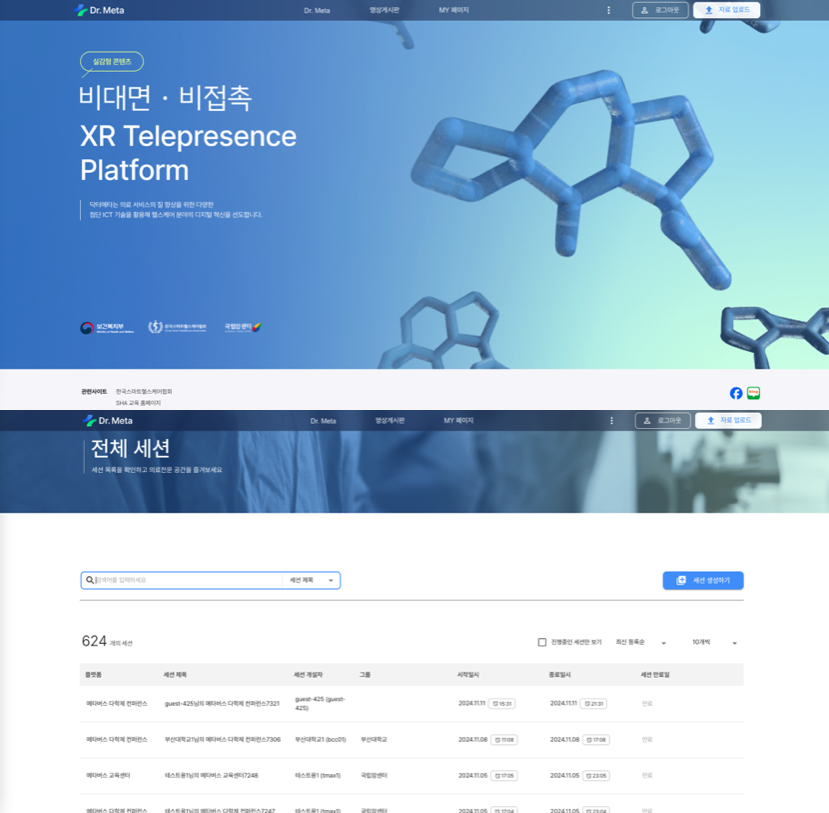 Dr. Meta
Dr. Meta 영상게시판 MY 페이지 로그아웃 자료 업로드
실감형 콘텐츠
비대면 · 비접촉
XR Telepresence
Platform
닥터메타는 의료 서비스의 질 향상을 위한 다양한
첨단 ICT 기술을 활용해 헬스케어 분야의 디지털 혁신을 선도합니다.
보건복지부 한국스마트헬스케어협회 국립암센터
관련사이트 한국스마트헬스케어협회
SHA 교육 홈페이지
Dr. Meta
Dr. Meta 영상게시판 MY 페이지 로그아웃 자료 업로드
전체 세션
세션 목록을 확인하고 의료전문 공간을 즐겨보세요
검색어를 입력하세요 세션 제목 세션 생성하기
624 개의 세션 진행중인 세션만 보기 최신 등록순 10개씩
플랫폼 세션 제목 세션 개설자 그룹 시작일시 종료일시 세션 만료일
메타버스 다학제 컨퍼런스 guest-425님의 메타버스 다학제 컨퍼런스7321 guest-425 (guest-425) 2024.11.11 15:31 2024.11.11 21:31 만료
메타버스 다학제 컨퍼런스 부산대학교1님의 메타버스 다학제 컨퍼런스7306 부산대학교1 (bcc01) 부산대학교 2024.11.08 11:08 2024.11.08 17:08 만료
메타버스 교육센터 테스트용1님의 메타버스 교육센터7248 테스트용1 (tmax1) 국립암센터 2024.11.05 17:05 2024.11.05 23:05 만료
메타버스 다학제 컨퍼런스 테스트용1님의 메타버스 다학제 컨퍼런스7247 테스트용1 (tmax1) 국립암센터 2024.11.05 17:04 2024.11.05 23:04 만료